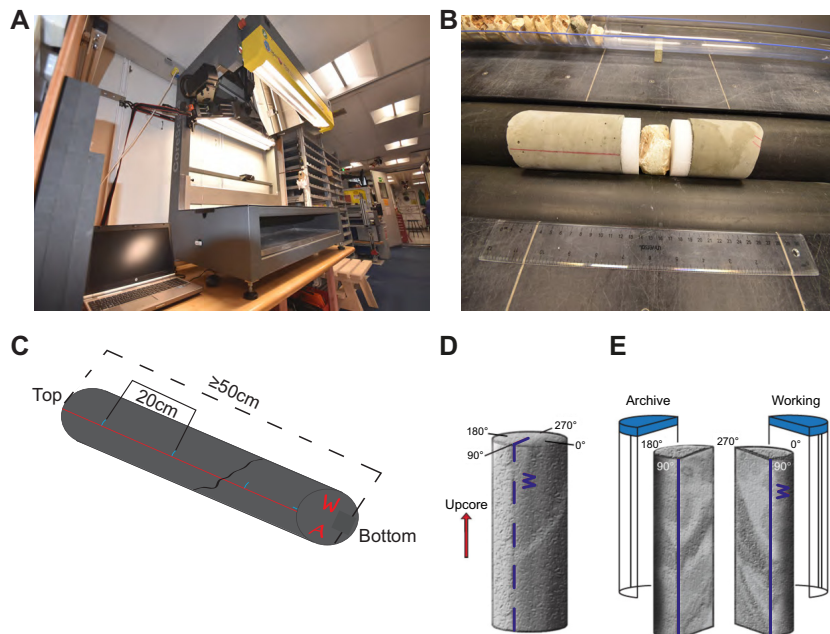 A
B
C
Top
20cm
≥50cm
W
A
Bottom
D
180°
270°
90°
0°
W
Upcore
E
Archive
Working
180°
270°
0°
90°
90°
W